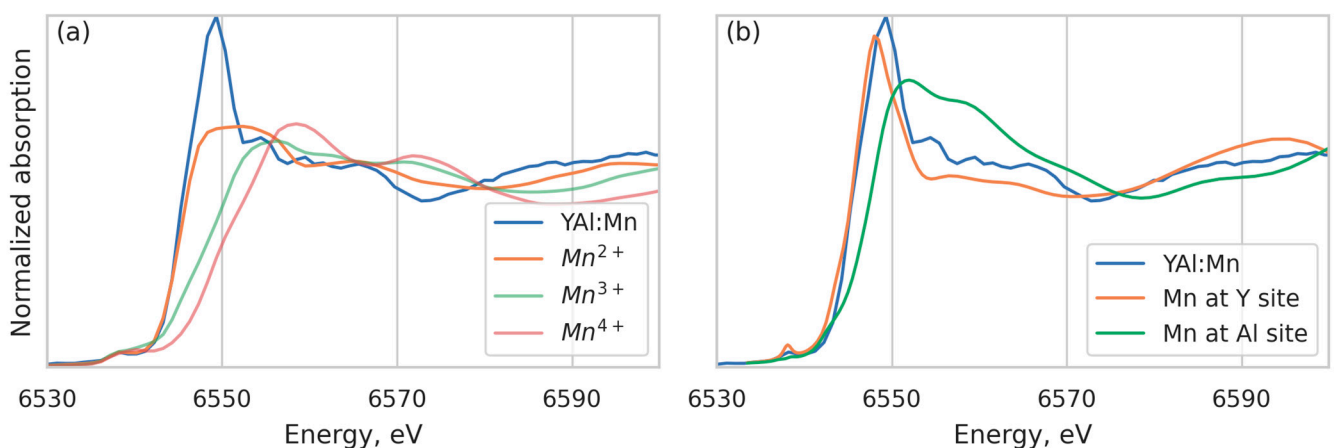 (a)
Normalized absorption
YAl:Mn
Mn²⁺
Mn³⁺
Mn⁴⁺
6530 6550 6570 6590
Energy, eV
(b)
YAl:Mn
Mn at Y site
Mn at Al site
6530 6550 6570 6590
Energy, eV